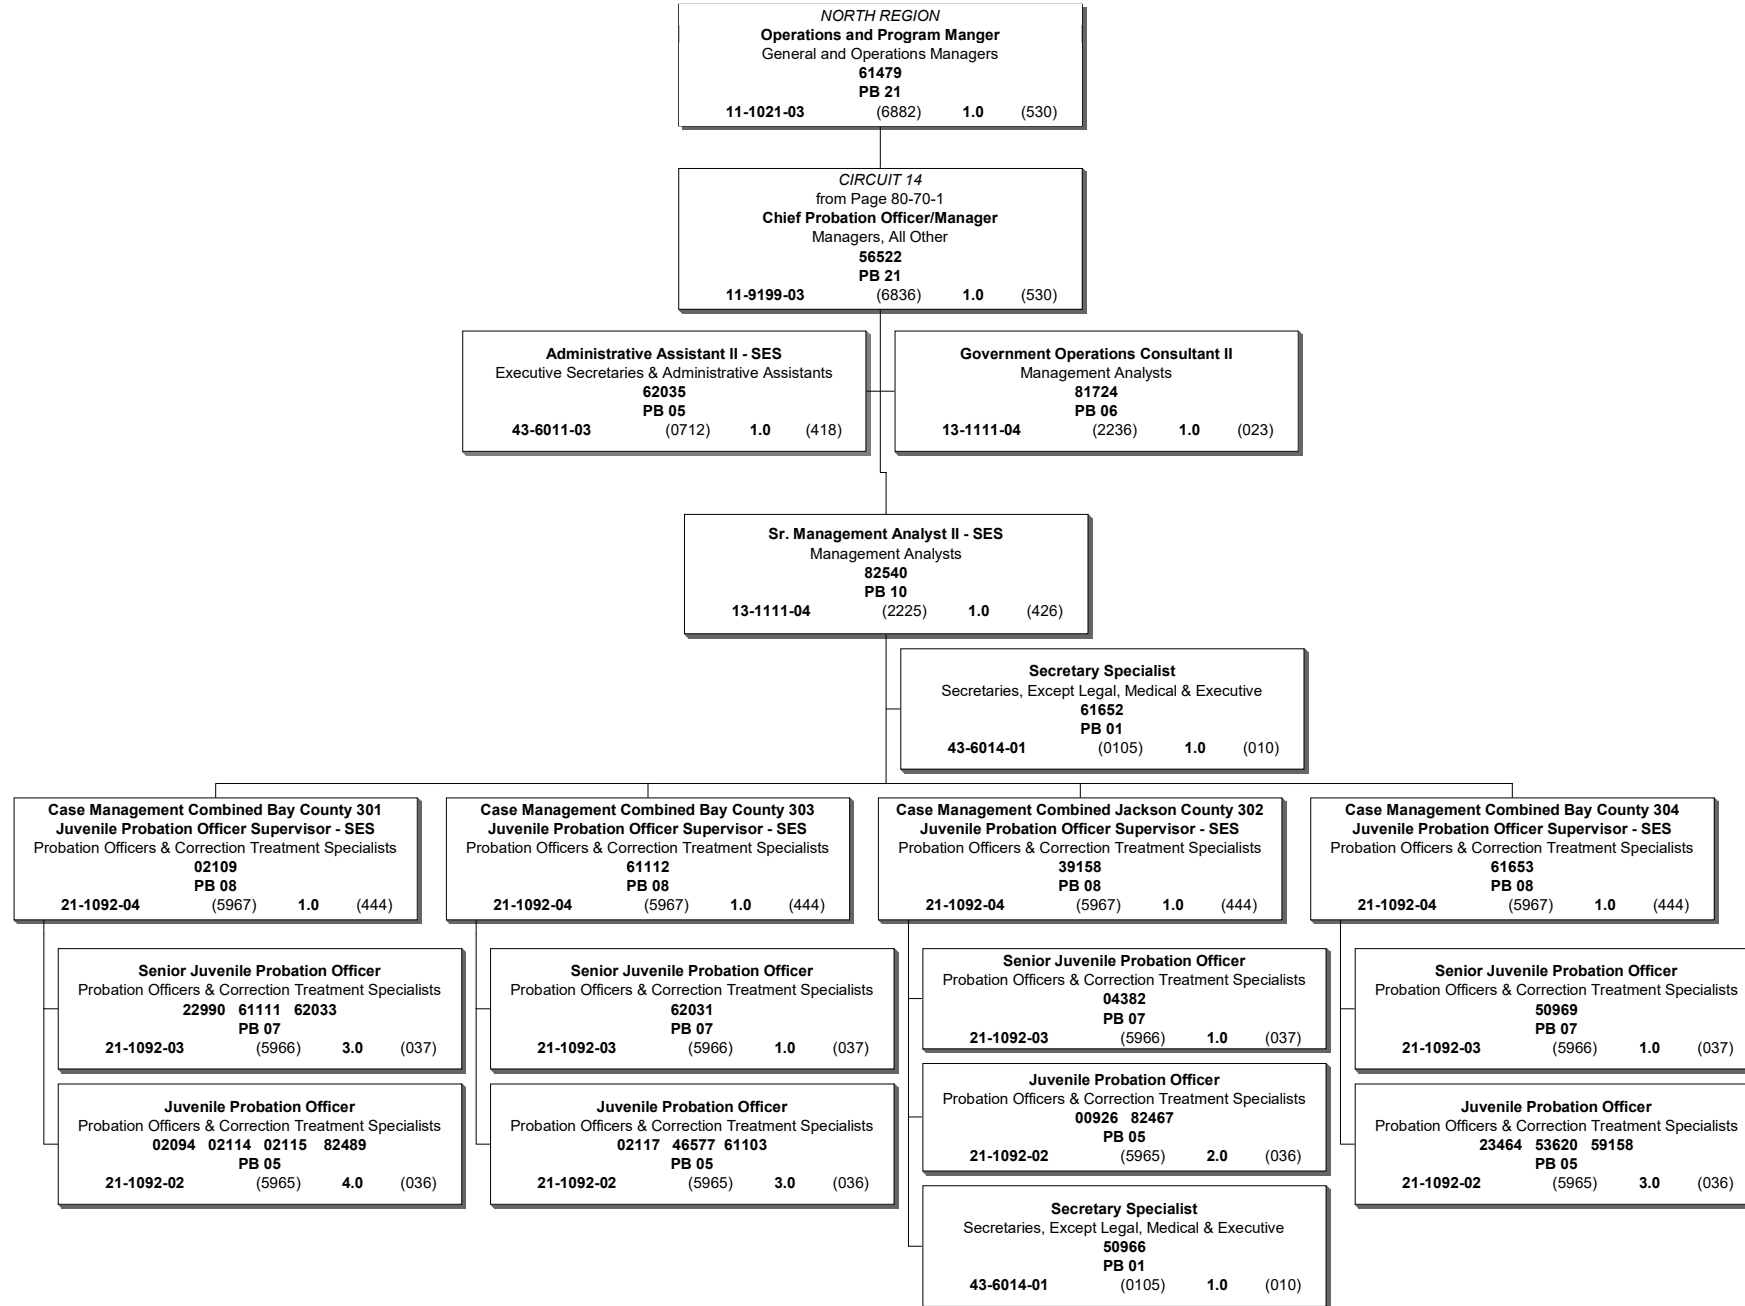 NORTH REGION
Operations and Program Manger
General and Operations Managers
61479
PB 21
11-1021-03 (6882) 1.0 (530)
CIRCUIT 14
from Page 80-70-1
Chief Probation Officer/Manager
Managers, All Other
56522
PB 21
11-9199-03 (6836) 1.0 (530)
Administrative Assistant II - SES
Executive Secretaries & Administrative Assistants
62035
PB 05
43-6011-03 (0712) 1.0 (418)
Government Operations Consultant II
Management Analysts
81724
PB 06
13-1111-04 (2236) 1.0 (023)
Sr. Management Analyst II - SES
Management Analysts
82540
PB 10
13-1111-04 (2225) 1.0 (426)
Secretary Specialist
Secretaries, Except Legal, Medical & Executive
61652
PB 01
43-6014-01 (0105) 1.0 (010)
Case Management Combined Bay County 301
Juvenile Probation Officer Supervisor - SES
Probation Officers & Correction Treatment Specialists
02109
PB 08
21-1092-04 (5967) 1.0 (444)
Senior Juvenile Probation Officer
Probation Officers & Correction Treatment Specialists
22990 61111 62033
PB 07
21-1092-03 (5966) 3.0 (037)
Juvenile Probation Officer
Probation Officers & Correction Treatment Specialists
02094 02114 02115 82489
PB 05
21-1092-02 (5965) 4.0 (036)
Case Management Combined Bay County 303
Juvenile Probation Officer Supervisor - SES
Probation Officers & Correction Treatment Specialists
61112
PB 08
21-1092-04 (5967) 1.0 (444)
Senior Juvenile Probation Officer
Probation Officers & Correction Treatment Specialists
62031
PB 07
21-1092-03 (5966) 1.0 (037)
Juvenile Probation Officer
Probation Officers & Correction Treatment Specialists
02117 46577 61103
PB 05
21-1092-02 (5965) 3.0 (036)
Case Management Combined Jackson County 302
Juvenile Probation Officer Supervisor - SES
Probation Officers & Correction Treatment Specialists
39158
PB 08
21-1092-04 (5967) 1.0 (444)
Senior Juvenile Probation Officer
Probation Officers & Correction Treatment Specialists
04382
PB 07
21-1092-03 (5966) 1.0 (037)
Juvenile Probation Officer
Probation Officers & Correction Treatment Specialists
00926 82467
PB 05
21-1092-02 (5965) 2.0 (036)
Secretary Specialist
Secretaries, Except Legal, Medical & Executive
50966
PB 01
43-6014-01 (0105) 1.0 (010)
Case Management Combined Bay County 304
Juvenile Probation Officer Supervisor - SES
Probation Officers & Correction Treatment Specialists
61653
PB 08
21-1092-04 (5967) 1.0 (444)
Senior Juvenile Probation Officer
Probation Officers & Correction Treatment Specialists
50969
PB 07
21-1092-03 (5966) 1.0 (037)
Juvenile Probation Officer
Probation Officers & Correction Treatment Specialists
23464 53620 59158
PB 05
21-1092-02 (5965) 3.0 (036)